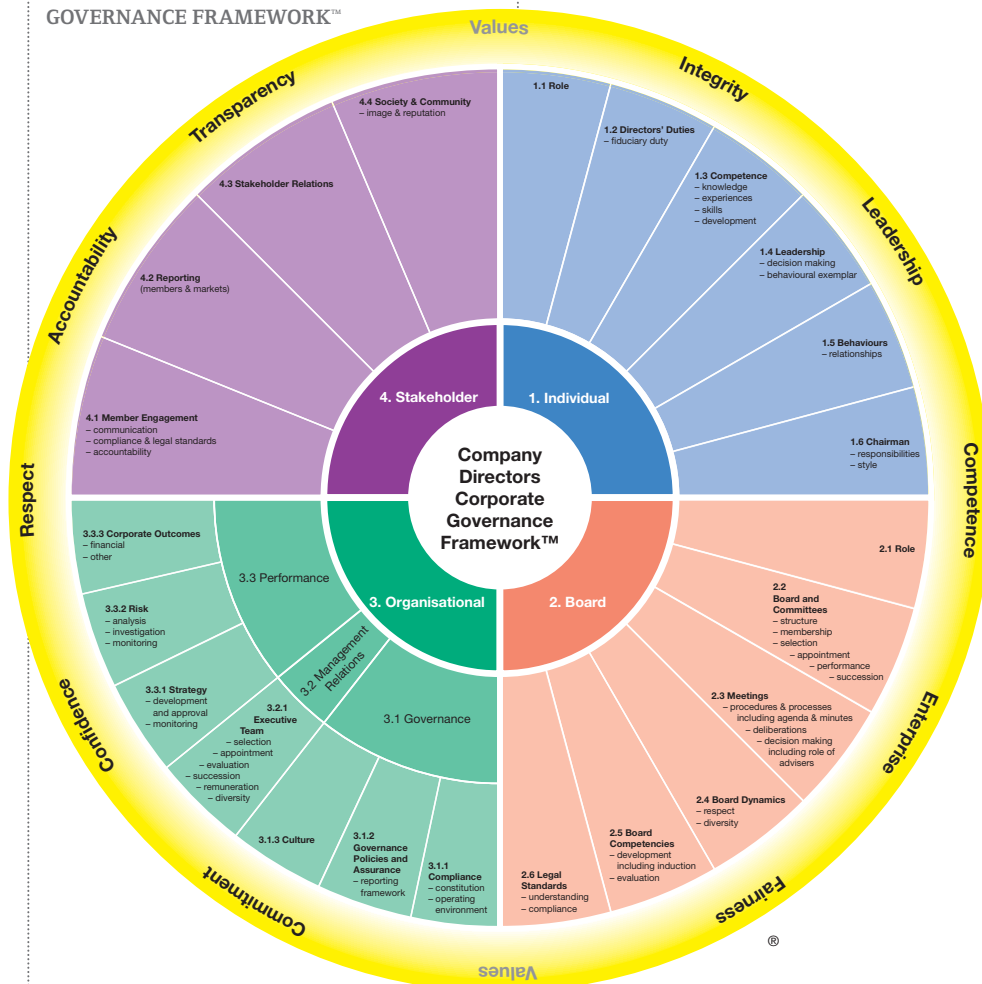 GOVERNANCE FRAMEWORK™
Values
Integrity
Leadership
Competence
Enterprise
Fairness
Values
Commitment
Confidence
Respect
Accountability
Transparency
Company
Directors
Corporate
Governance
Framework™
1. Individual
1.1 Role
1.2 Directors' Duties
– fiduciary duty
1.3 Competence
– knowledge
– experiences
– skills
– development
1.4 Leadership
– decision making
– behavioural exemplar
1.5 Behaviours
– relationships
1.6 Chairman
– responsibilities
– style
2. Board
2.1 Role
2.2
Board and
Committees
– structure
– membership
– selection
– appointment
– performance
– succession
2.3 Meetings
– procedures & processes
including agenda & minutes
– deliberations
– decision making
including role of
advisers
2.4 Board Dynamics
– respect
– diversity
2.5 Board
Competencies
– development
including induction
– evaluation
2.6 Legal
Standards
– understanding
– compliance
3. Organisational
3.1 Governance
3.1.1
Compliance
– constitution
– operating
environment
3.1.2
Governance
Policies and
Assurance
– reporting
framework
3.1.3 Culture
3.2 Management
Relations
3.2.1
Executive
Team
– selection
– appointment
– evaluation
– succession
– remuneration
– diversity
3.3 Performance
3.3.1 Strategy
– development
and approval
– monitoring
3.3.2 Risk
– analysis
– investigation
– monitoring
3.3.3 Corporate Outcomes
– financial
– other
4. Stakeholder
4.1 Member Engagement
– communication
– compliance & legal standards
– accountability
4.2 Reporting
(members & markets)
4.3 Stakeholder Relations
4.4 Society & Community
– image & reputation
®